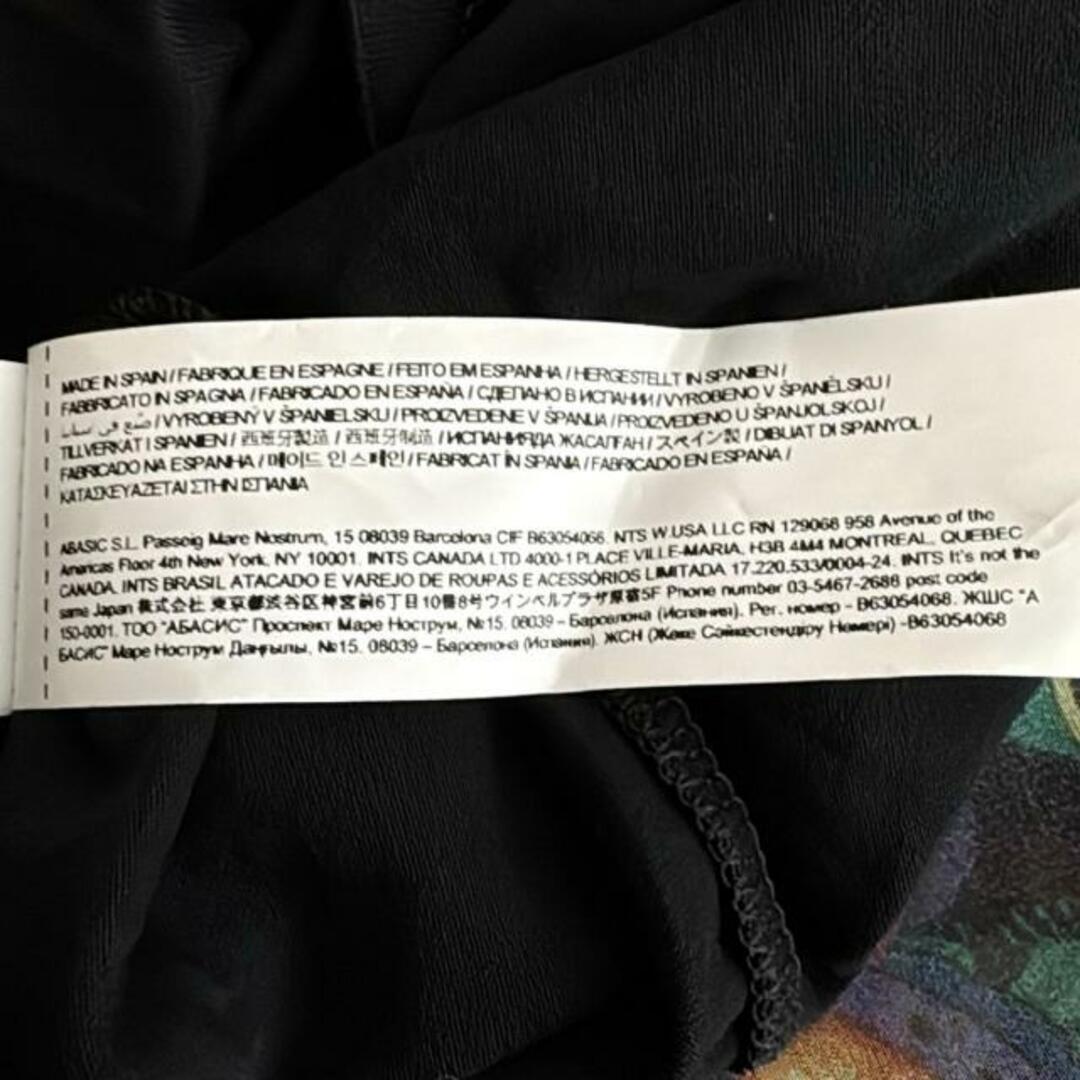 MADE IN SPAIN / FABRIQUE EN ESPAGNE / FEITO EM ESPANHA / HERGESTELLT IN SPANIEN /
FABBRICATO IN SPAGNA / FABRICADO EN ESPAÑA / СДЕЛАНО В ИСПАНИИ / VYROBENO V ŠPANĚLSKU /
صنع في / VYROBENÝ V ŠPANIELSKU / PROIZVEDENE V ŠPANIJA / PROIZVEDENO U ŠPANJOLSKOJ /
TILLVERKAT I SPANIEN / 西班牙製造 / 西班牙制造 / ИСПАНИЯДА ЖАСАЛҒАН / スペイン製 / DIBUAT DI SPANYOL /
FABRICADO NA ESPANHA / 메이드 인 스페인 / FABRICAT ÎN SPANIA / FABRICADO EN ESPAÑA /
ΚΑΤΑΣΚΕΥΑΖΕΤΑΙ ΣΤΗΝ ΙΣΠΑΝΙΑ
ABASIC S.L. Passeig Mare Nostrum, 15 08039 Barcelona CIF B63054068. NTS W.USA LLC RN 129068 958 Avenue of the
Americas Floor 4th New York, NY 10001. INTS CANADA LTD 4000-1 PLACE VILLE-MARIA, H3B 4M4 MONTREAL, QUEBEC
CANADA. INTS BRASIL ATACADO E VAREJO DE ROUPAS E ACESSÓRIOS LIMITADA 17.220.533/0004-24. INTS It's not the
same Japan 株式会社 東京都渋谷区神宮前6丁目10番8号ウインベルプラザ原宿5F Phone number 03-5467-2688 post code
150-0001. ТОО "АБАСИС" Проспект Маре Нострум, №15. 08039 – Барселона (Испания). Рег. номер - B63054068. ЖШС "А
БАСИС" Маре Нострум Даңғылы, №15. 08039 – Барселона (Испания). ЖСН (Жеке Сәйкестендіру Нөмері) -B63054068